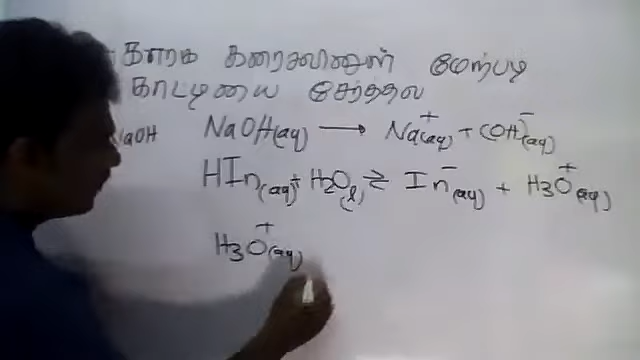 கரைசலினுள் மேற்படி
காட்டியை சேர்த்தல்
NaOH NaOH(aq) → Na⁺(aq) + (OH)⁻(aq)
HIn(aq) + H₂O(l) ⇌ In⁻(aq) + H₃O⁺(aq)
H₃O⁺(aq)